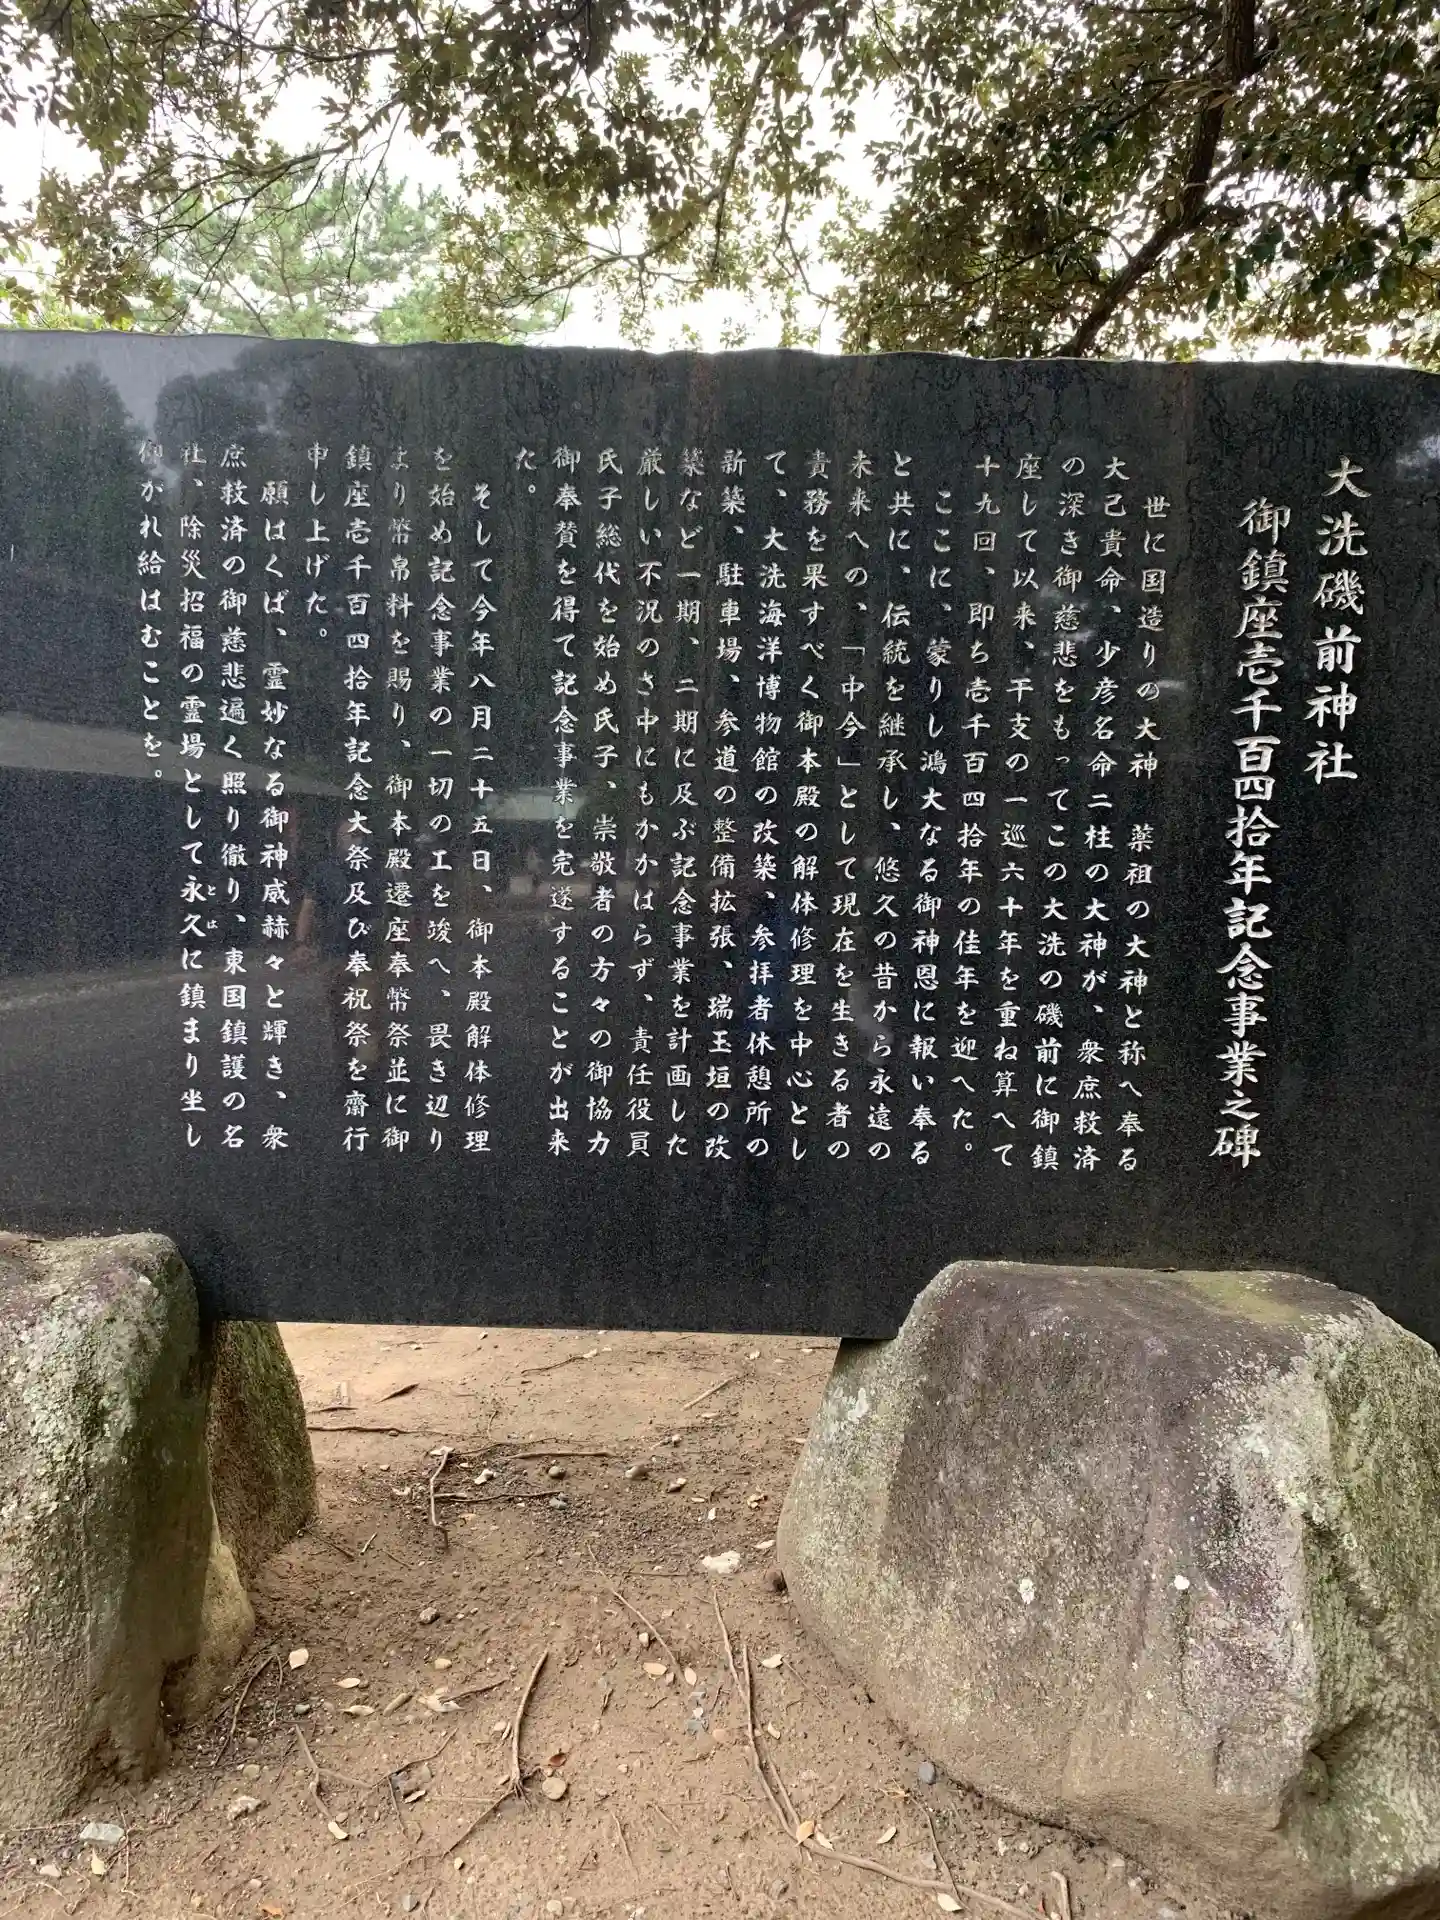 大洗磯前神社
御鎮座壱千百四拾年記念事業之碑
世に国造りの大神　薬祖の大神と称へ奉る
大己貴命、少彦名命二柱の大神が、衆庶救済
の深き御慈悲をもってこの大洗の磯前に御鎮
座して以来、干支の一巡六十年を重ね算へて
十九回、即ち壱千百四拾年の佳年を迎へた。
ここに、蒙りし鴻大なる御神恩に報い奉る
と共に、伝統を継承し、悠久の昔から永遠の
未来への、「中今」として現在を生きる者の
責務を果すべく御本殿の解体修理を中心とし
て、大洗海洋博物館の改築、参拝者休憩所の
新築、駐車場、参道の整備拡張、瑞玉垣の改
築など一期、二期に及ぶ記念事業を計画した
厳しい不況のさ中にもかかはらず、責任役員
氏子総代を始め氏子、崇敬者の方々の御協力
御奉賛を得て記念事業を完遂することが出来
た。
そして今年八月二十五日、御本殿解体修理
を始め記念事業の一切の工を竣へ、畏き辺り
より幣帛料を賜り、御本殿遷座奉幣祭並に御
鎮座壱千百四拾年記念大祭及び奉祝祭を齋行
申し上げた。
願はくば、霊妙なる御神威赫々と輝き、衆
庶救済の御慈悲遍く照り徹り、東国鎮護の名
社、除災招福の霊場として永久に鎮まり坐し
とは
かれ給はむことを。